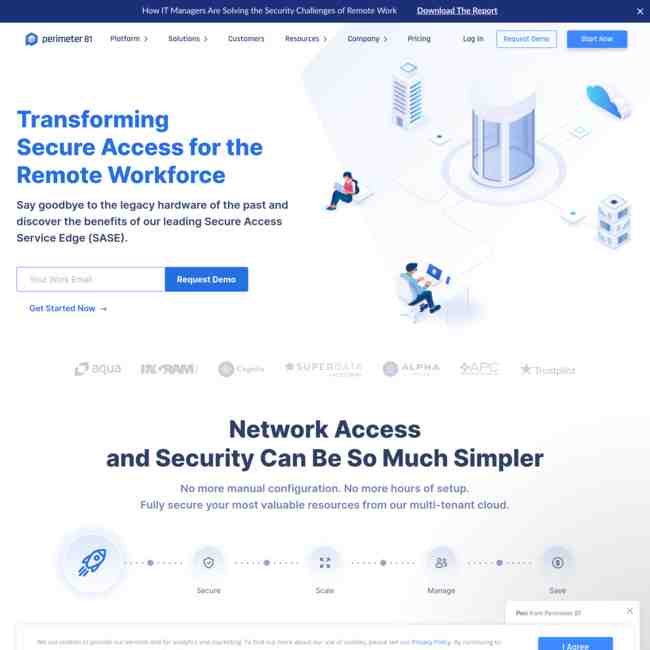 How IT Managers Are Solving the Security Challenges of Remote Work Download The Report
perimeter 81 Platform Solutions Customers Resources Company Pricing Log In Request Demo Start Now
Transforming
Secure Access for the
Remote Workforce
Say goodbye to the legacy hardware of the past and
discover the benefits of our leading Secure Access
Service Edge (SASE).
Your Work Email Request Demo
Get Started Now →
aqua INGRAM Cognito SUPERDATA ALPHA APC Trustpilot
Network Access
and Security Can Be So Much Simpler
No more manual configuration. No more hours of setup.
Fully secure your most valuable resources from our multi-tenant cloud.
Secure Scale Manage Save
Pen from Perimeter 81
We use cookies to provide our services and for analytics and marketing. To find out more about our use of cookies, please see our Privacy Policy. By continuing to
I Agree